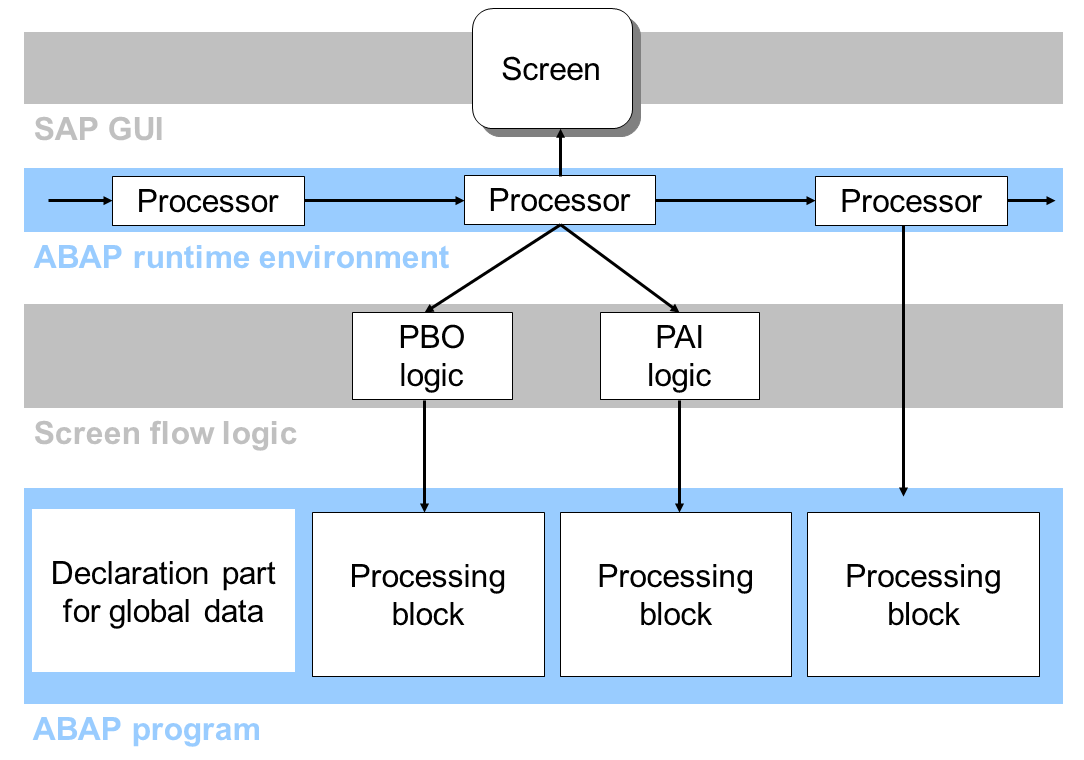 Screen
SAP GUI
Processor
Processor
Processor
ABAP runtime environment
PBO
logic
PAI
logic
Screen flow logic
Declaration part
for global data
Processing
block
Processing
block
Processing
block
ABAP program